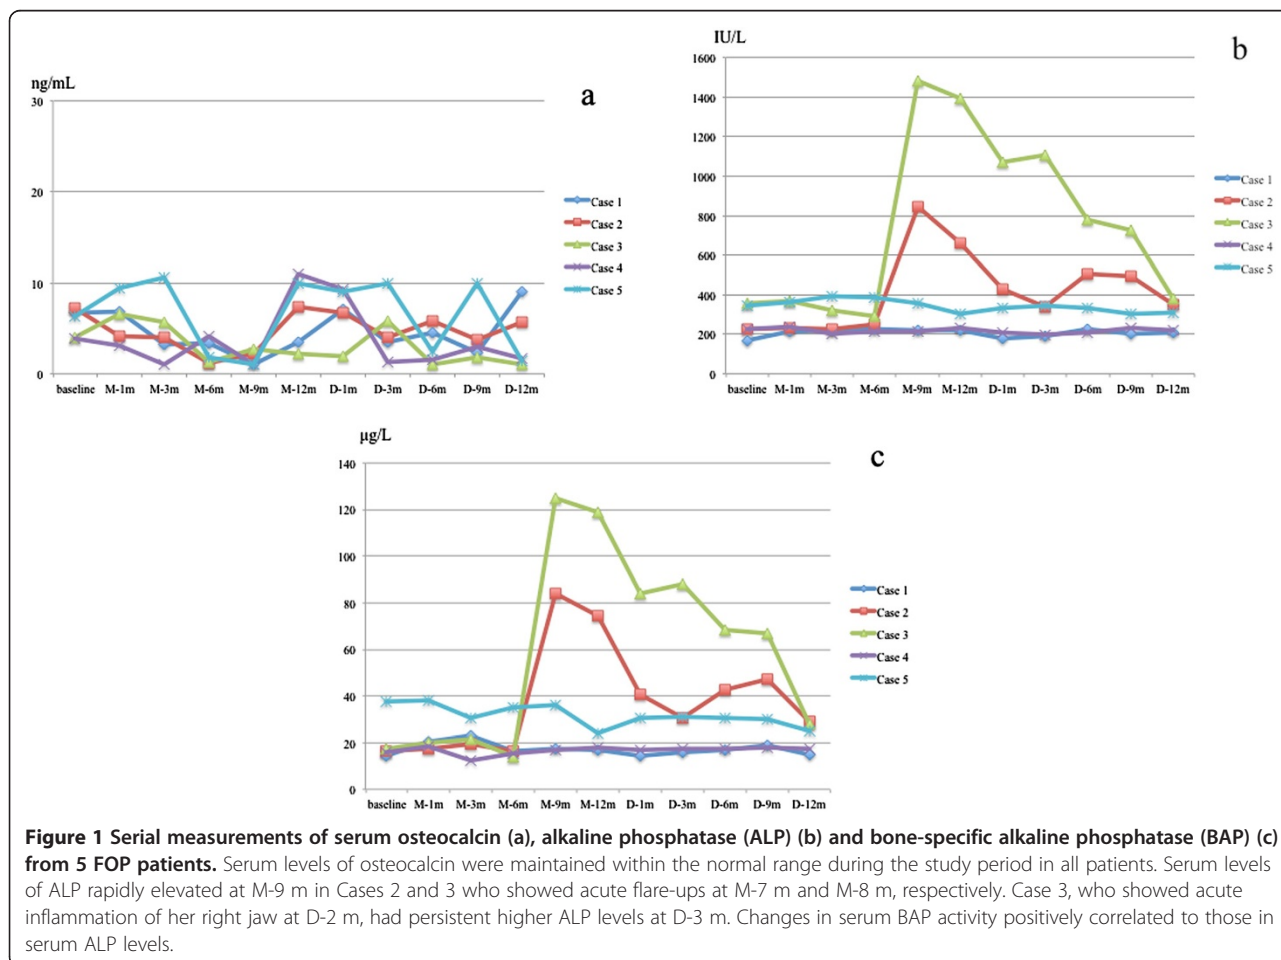 a
ng/mL
30
20
10
0
baseline M-1m M-3m M-6m M-9m M-12m D-1m D-3m D-6m D-9m D-12m
Case 1
Case 2
Case 3
Case 4
Case 5
b
IU/L
1600
1400
1200
1000
800
600
400
200
0
baseline M-1m M-3m M-6m M-9m M-12m D-1m D-3m D-6m D-9m D-12m
Case 1
Case 2
Case 3
Case 4
Case 5
c
µg/L
140
120
100
80
60
40
20
0
baseline M-1m M-3m M-6m M-9m M-12m D-1m D-3m D-6m D-9m D-12m
Case 1
Case 2
Case 3
Case 4
Case 5
Figure 1 Serial measurements of serum osteocalcin (a), alkaline phosphatase (ALP) (b) and bone-specific alkaline phosphatase (BAP) (c)
from 5 FOP patients. Serum levels of osteocalcin were maintained within the normal range during the study period in all patients. Serum levels
of ALP rapidly elevated at M-9 m in Cases 2 and 3 who showed acute flare-ups at M-7 m and M-8 m, respectively. Case 3, who showed acute
inflammation of her right jaw at D-2 m, had persistent higher ALP levels at D-3 m. Changes in serum BAP activity positively correlated to those in
serum ALP levels.